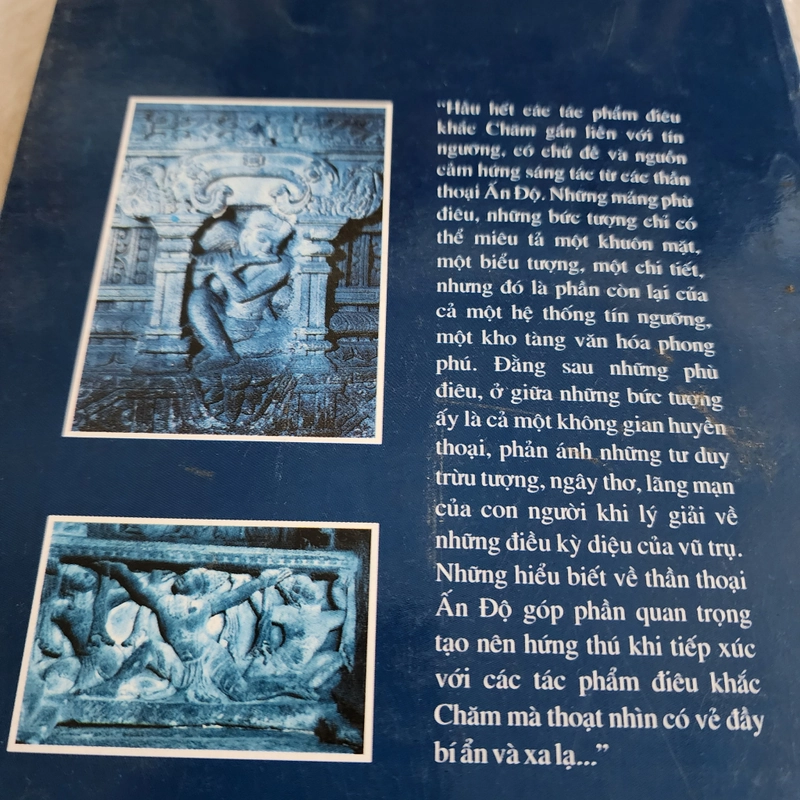 “Hầu hết các tác phẩm điêu
khắc Chăm gắn liền với tín
ngưỡng, có chủ đề và nguồn
cảm hứng sáng tác từ các thần
thoại Ấn Độ. Những mảng phù
điêu, những bức tượng chỉ có
thể miêu tả một khuôn mặt,
một biểu tượng, một chi tiết,
nhưng đó là phần còn lại của
cả một hệ thống tín ngưỡng,
một kho tàng văn hóa phong
phú. Đằng sau những phù
điêu, ở giữa những bức tượng
ấy là cả một không gian huyền
thoại, phản ánh những tư duy
trừu tượng, ngây thơ, lãng mạn
của con người khi lý giải về
những điều kỳ diệu của vũ trụ.
Những hiểu biết về thần thoại
Ấn Độ góp phần quan trọng
tạo nên hứng thú khi tiếp xúc
với các tác phẩm điêu khắc
Chăm mà thoạt nhìn có vẻ đầy
bí ẩn và xa lạ...”